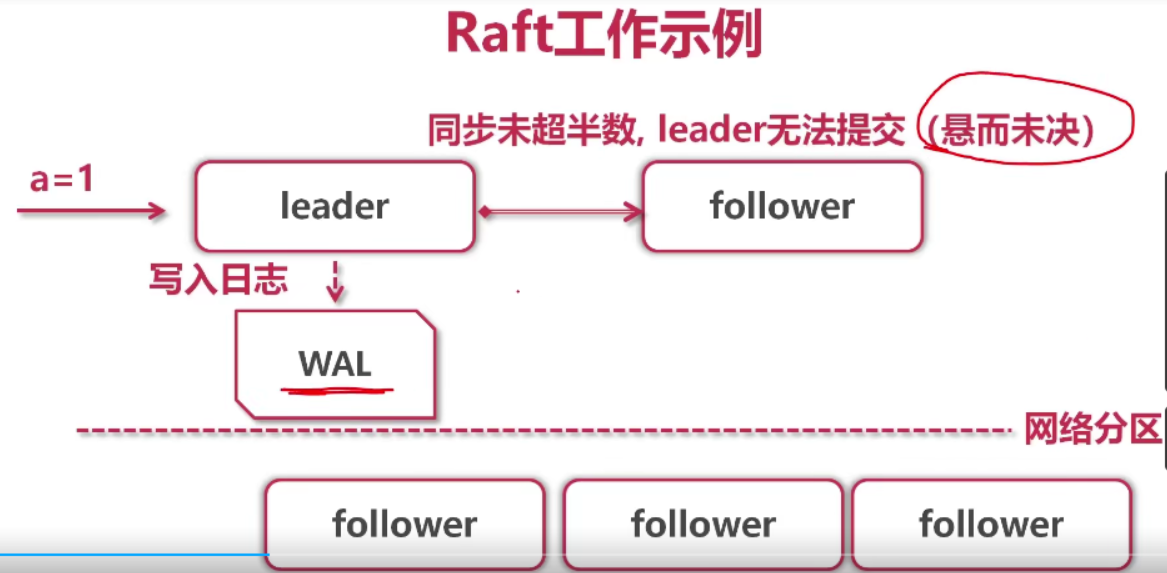 Raft工作示例
同步未超半数, leader无法提交（悬而未决）
a=1
leader
follower
写入日志
WAL
网络分区
follower
follower
follower